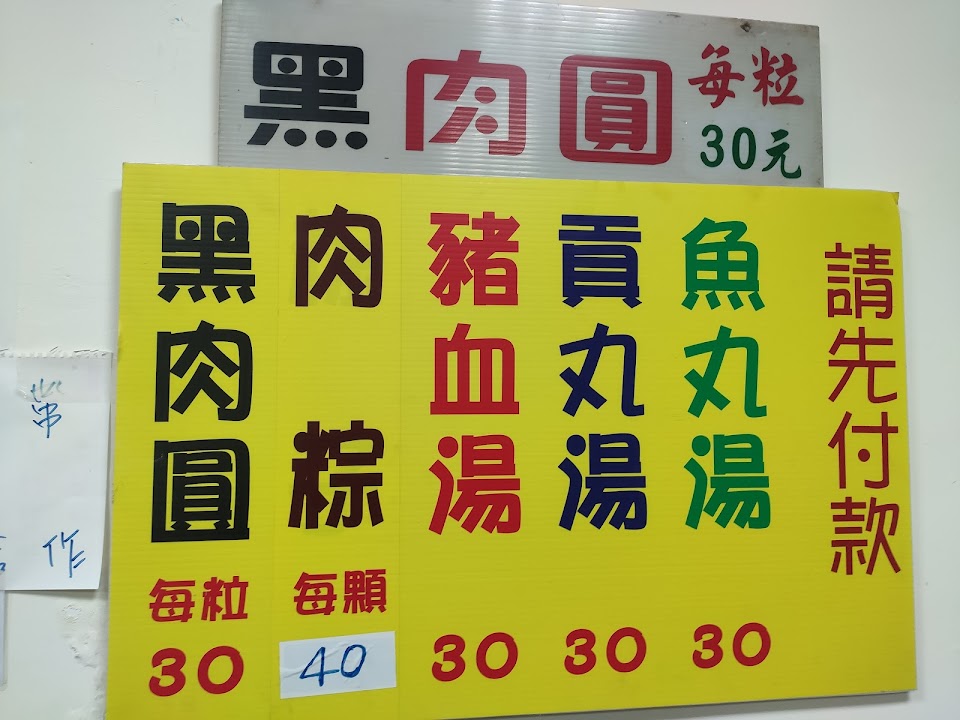 黑肉圓 每粒
30元
黑肉圓 每粒 30
肉粽 每顆 40
豬血湯 30
貢丸湯 30
魚丸湯 30
請先付款
作